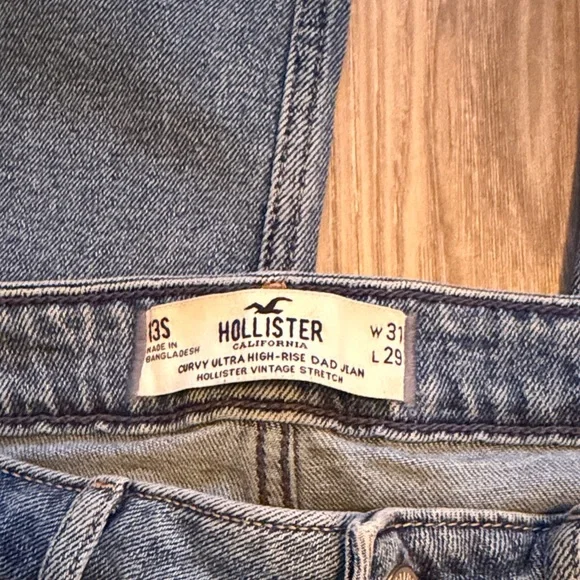 13S
MADE IN
BANGLADESH
HOLLISTER
CALIFORNIA
W 31
L 29
CURVY ULTRA HIGH-RISE DAD JEAN
HOLLISTER VINTAGE STRETCH